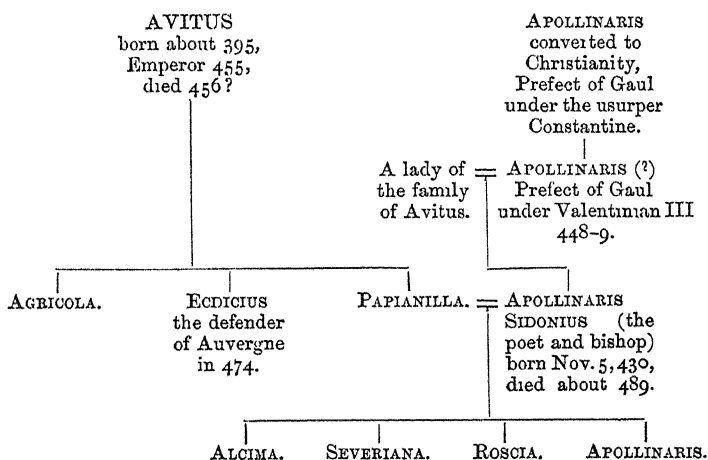 AVITUS
born about 395,
Emperor 455,
died 456?
APOLLINARIS
converted to
Christianity,
Prefect of Gaul
under the usurper
Constantine.
A lady of
the family
of Avitus.
=
APOLLINARIS (?)
Prefect of Gaul
under Valentinian III
448-9.
AGRICOLA.
ECDICIUS
the defender
of Auvergne
in 474.
PAPIANILLA. =
APOLLINARIS
SIDONIUS (the
poet and bishop)
born Nov. 5, 430,
died about 489.
ALCIMA. SEVERIANA. ROSCIA. APOLLINARIS.